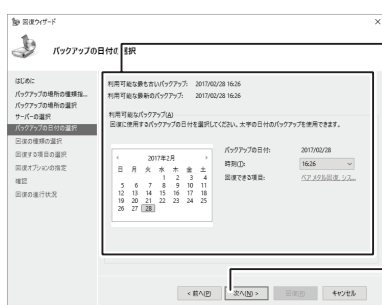 回復ウィザード
バックアップの日付の選択
はじめに
バックアップの場所の種類指...
バックアップの場所の選択
サーバーの選択
バックアップの日付の選択
回復の種類の選択
回復する項目の選択
回復オプションの指定
確認
回復の進行状況
利用可能な最も古いバックアップ: 2017/02/28 16:26
利用可能な最新のバックアップ: 2017/02/28 16:26
利用可能なバックアップ(A)
回復に使用するバックアップの日付を選択してください。太字の日付のバックアップを使用できます。
2017年2月
日 月 火 水 木 金 土
1 2 3 4
5 6 7 8 9 10 11
12 13 14 15 16 17 18
19 20 21 22 23 24 25
26 27 28
バックアップの日付: 2017/02/28
時刻(T): 16:26
回復できる項目: ベア メタル回復, シス...
< 前へ(P) 次へ(N) > 回復(R) キャンセル